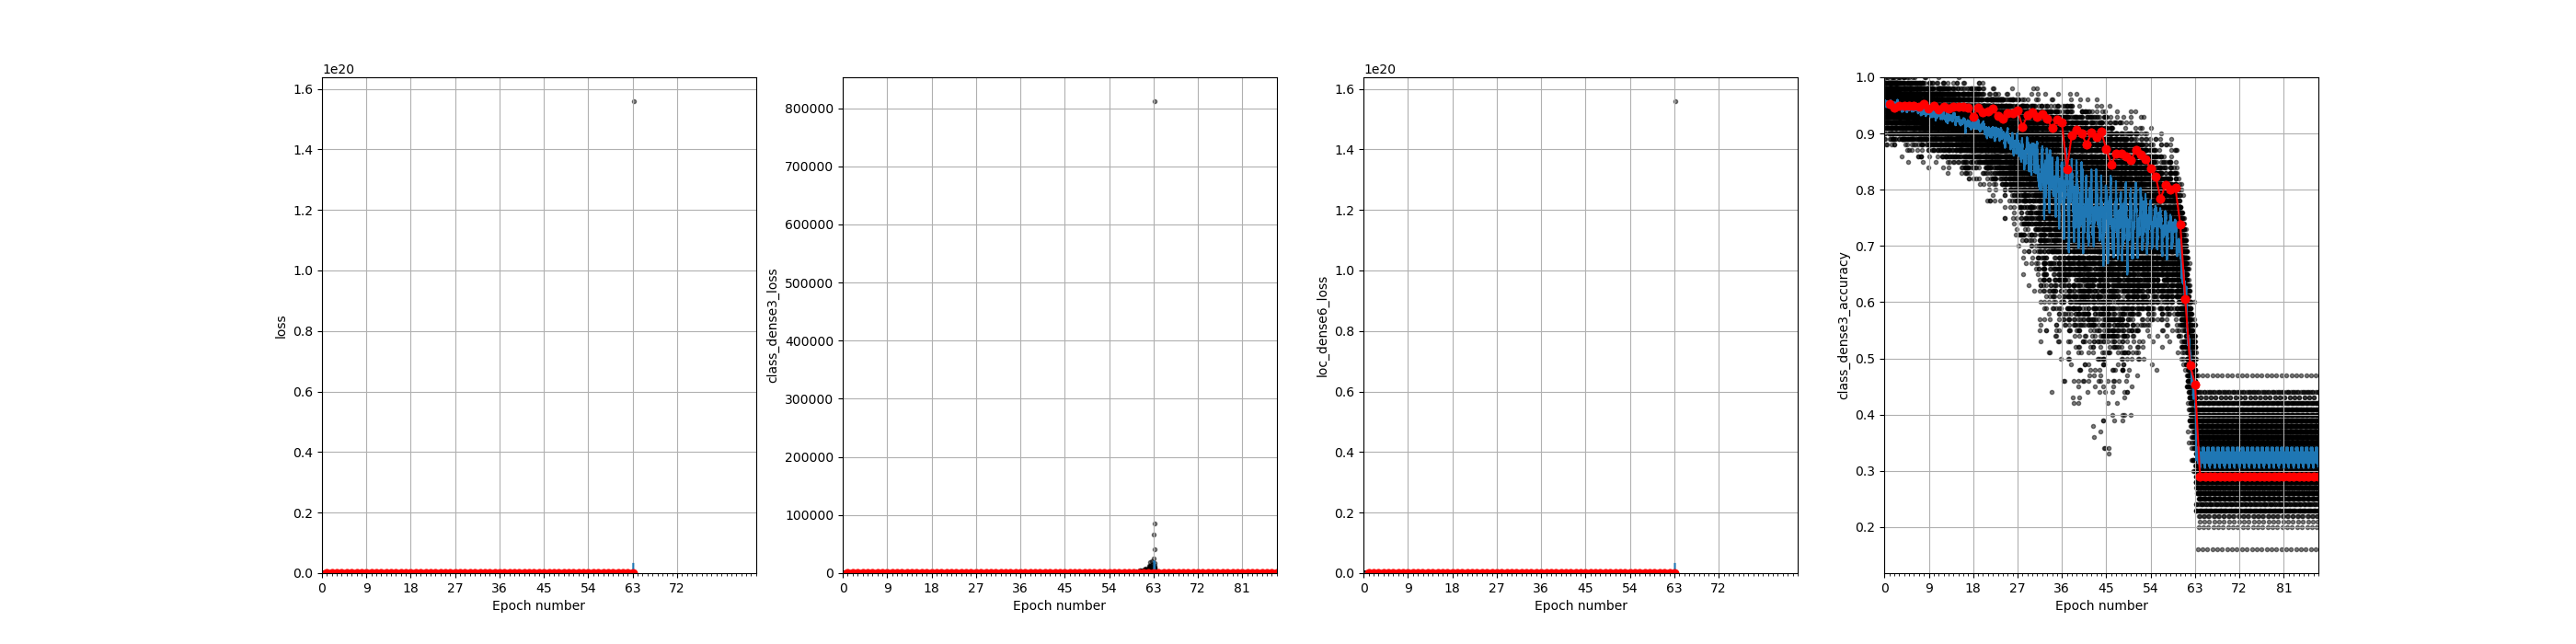 1e20
1.6
1.4
1.2
1.0
0.8
0.6
0.4
0.2
0.0
loss
0 9 18 27 36 45 54 63 72
Epoch number
800000
700000
600000
500000
400000
300000
200000
100000
0
class_dense3_loss
0 9 18 27 36 45 54 63 72 81
Epoch number
1e20
1.6
1.4
1.2
1.0
0.8
0.6
0.4
0.2
0.0
loc_dense6_loss
0 9 18 27 36 45 54 63 72
Epoch number
1.0
0.9
0.8
0.7
0.6
0.5
0.4
0.3
0.2
class_dense3_accuracy
0 9 18 27 36 45 54 63 72 81
Epoch number